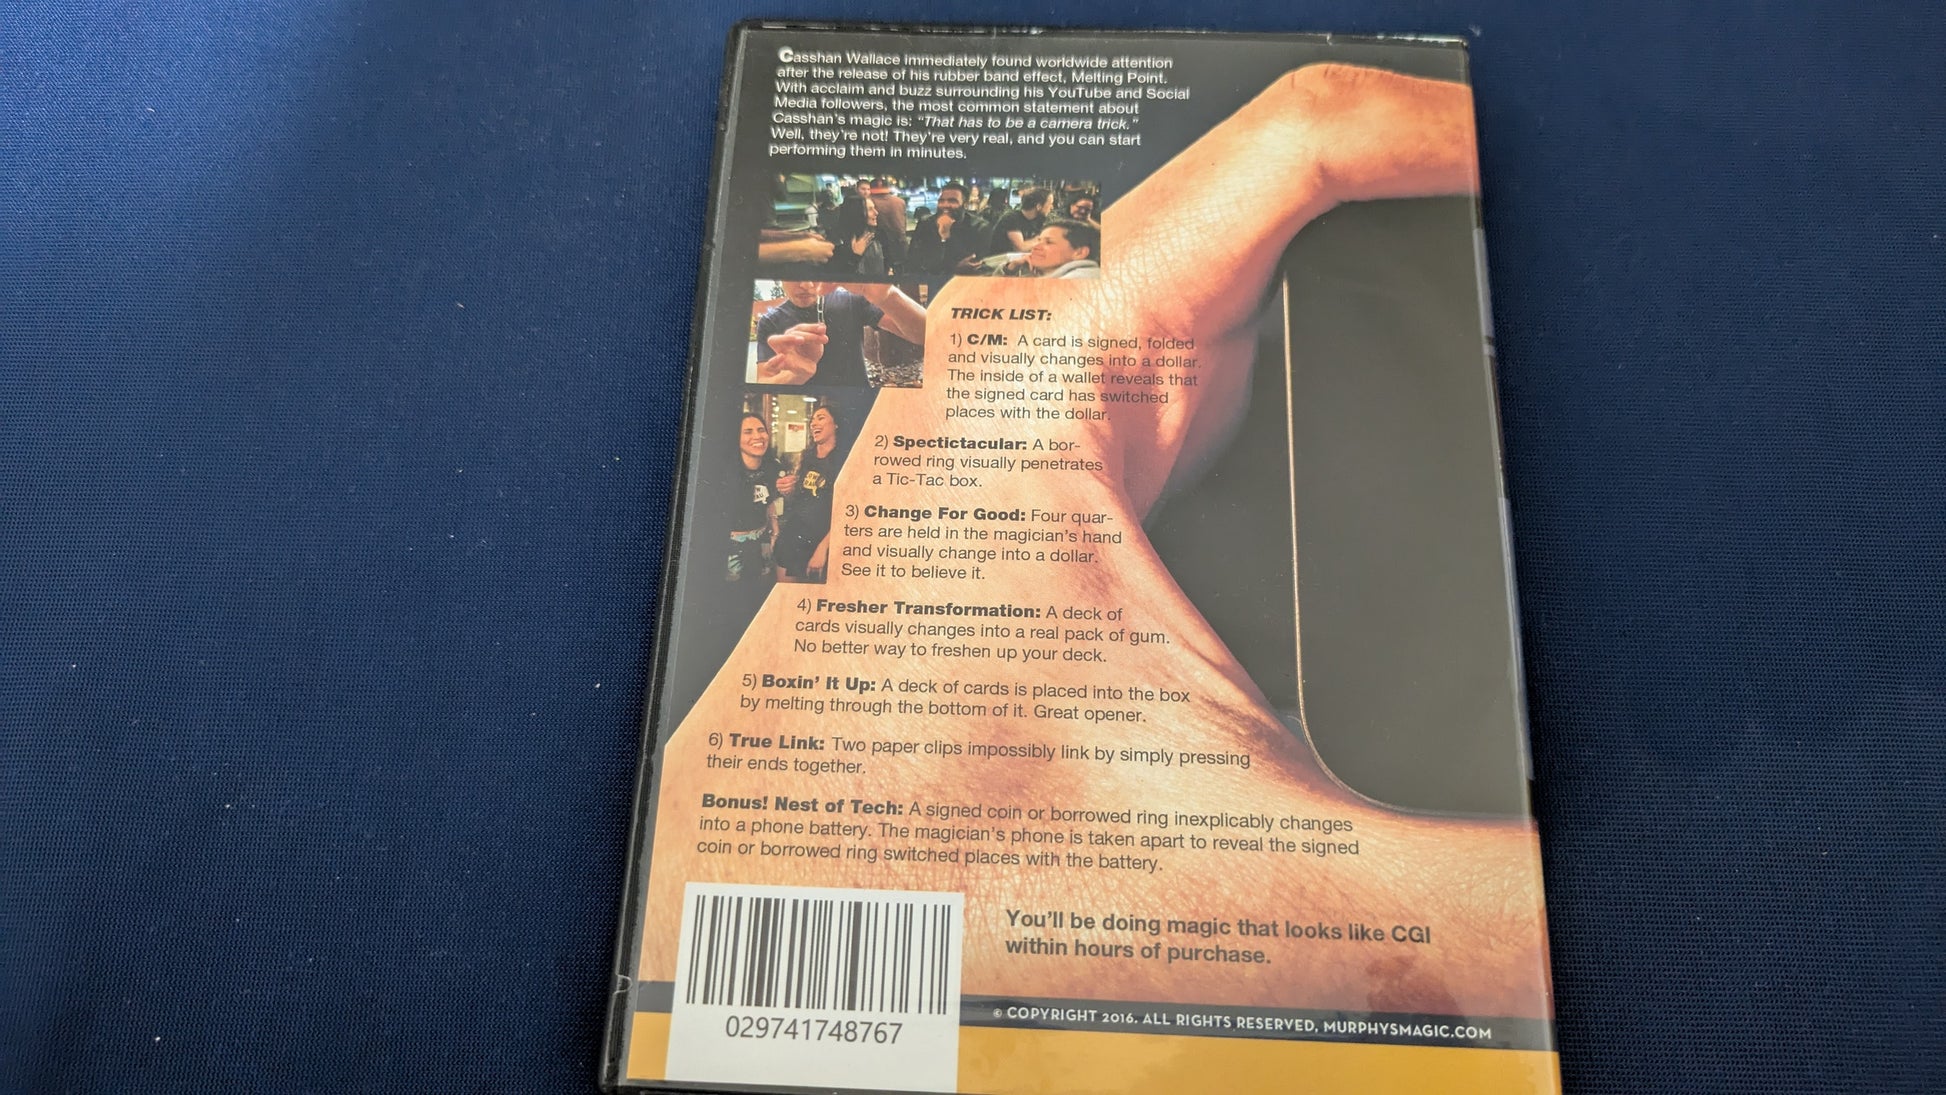 Casshan Wallace immediately found worldwide attention
after the release of his rubber band effect, Melting Point.
With acclaim and buzz surrounding his YouTube and Social
Media followers, the most common statement about
Casshan's magic is: "That has to be a camera trick."
Well, they're not! They're very real, and you can start
performing them in minutes.
TRICK LIST:
1) C/M: A card is signed, folded
and visually changes into a dollar.
The inside of a wallet reveals that
the signed card has switched
places with the dollar.
2) Spectictacular: A bor-
rowed ring visually penetrates
a Tic-Tac box.
3) Change For Good: Four quar-
ters are held in the magician's hand
and visually change into a dollar.
See it to believe it.
4) Fresher Transformation: A deck of
cards visually changes into a real pack of gum.
No better way to freshen up your deck.
5) Boxin' It Up: A deck of cards is placed into the box
by melting through the bottom of it. Great opener.
6) True Link: Two paper clips impossibly link by simply pressing
their ends together.
Bonus! Nest of Tech: A signed coin or borrowed ring inexplicably changes
into a phone battery. The magician's phone is taken apart to reveal the signed
coin or borrowed ring switched places with the battery.
You'll be doing magic that looks like CGI
within hours of purchase.
029741748767
© COPYRIGHT 2016. ALL RIGHTS RESERVED, MURPHYSMAGIC.COM